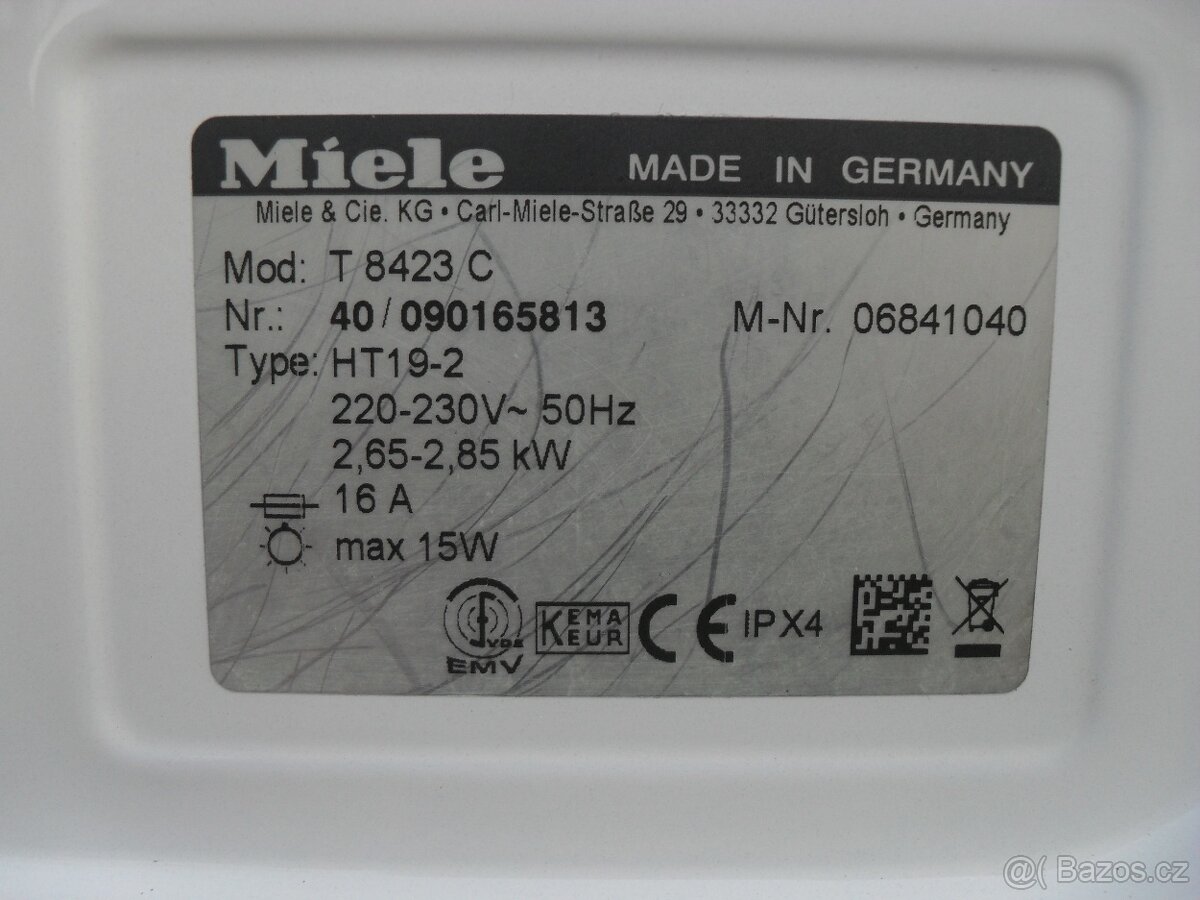 Miele MADE IN GERMANY
Miele & Cie. KG • Carl-Miele-Straße 29 • 33332 Gütersloh • Germany
Mod: T 8423 C
Nr.: 40 / 090165813 M-Nr. 06841040
Type: HT19-2
220-230V~ 50Hz
2,65-2,85 kW
16 A
max 15W
VDE
EMV
KEMA
KEUR
CE IPX4
@( Bazos.cz